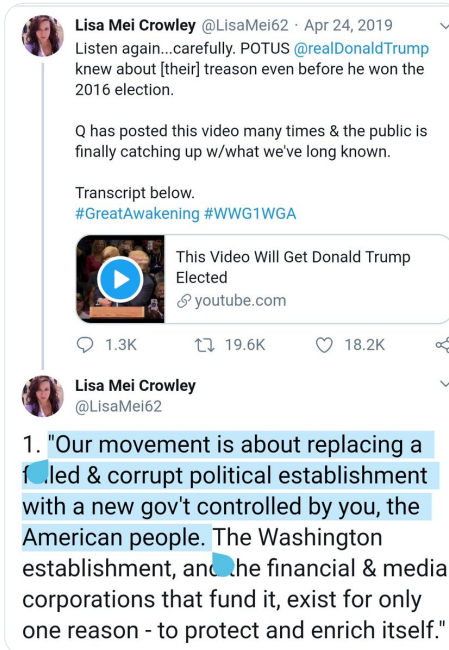 Lisa Mei Crowley @LisaMei62 · Apr 24, 2019
Listen again...carefully. POTUS @realDonaldTrump
knew about [their] treason even before he won the
2016 election.
Q has posted this video many times & the public is
finally catching up w/what we've long known.
Transcript below.
#GreatAwakening #WWG1WGA
This Video Will Get Donald Trump
Elected
youtube.com
1.3K 19.6K 18.2K
Lisa Mei Crowley
@LisaMei62
1. "Our movement is about replacing a
& corrupt political establishment
with a new gov't controlled by you, the
American people. The Washington
establishment, and the financial & media
corporations that fund it, exist for only
one reason - to protect and enrich itself."